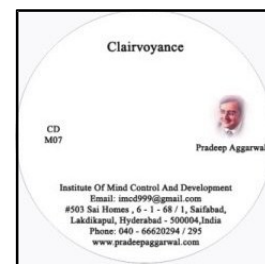 Clairvoyance
CD
M07
Pradeep Aggarwal
Institute Of Mind Control And Development
Email: imcd999@gmail.com
#503 Sai Homes , 6 - 1 - 68 / 1, Saifabad,
Lakdikapul, Hyderabad - 500004,India
Phone: 040 - 66620294 / 295
www.pradeepaggarwal.com